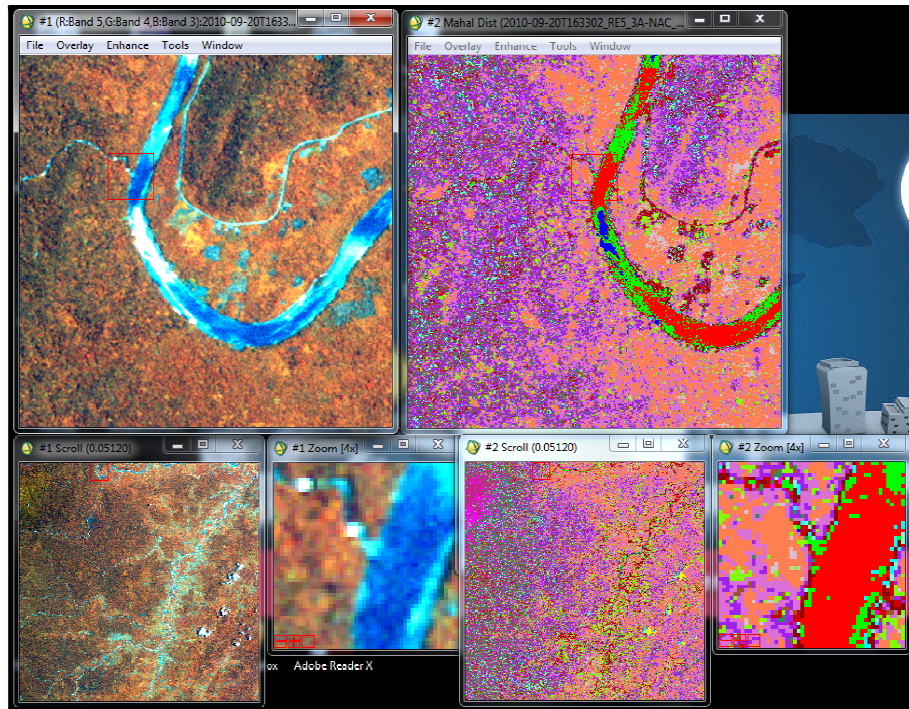 #1 (R:Band 5,G:Band 4,B:Band 3):2010-09-20T1633...
File Overlay Enhance Tools Window
#2 Mahal Dist (2010-09-20T163302_RE5_3A-NAC_...
File Overlay Enhance Tools Window
#1 Scroll (0.05120)
#1 Zoom [4x]
#2 Scroll (0.05120)
#2 Zoom [4x]
ox Adobe Reader X